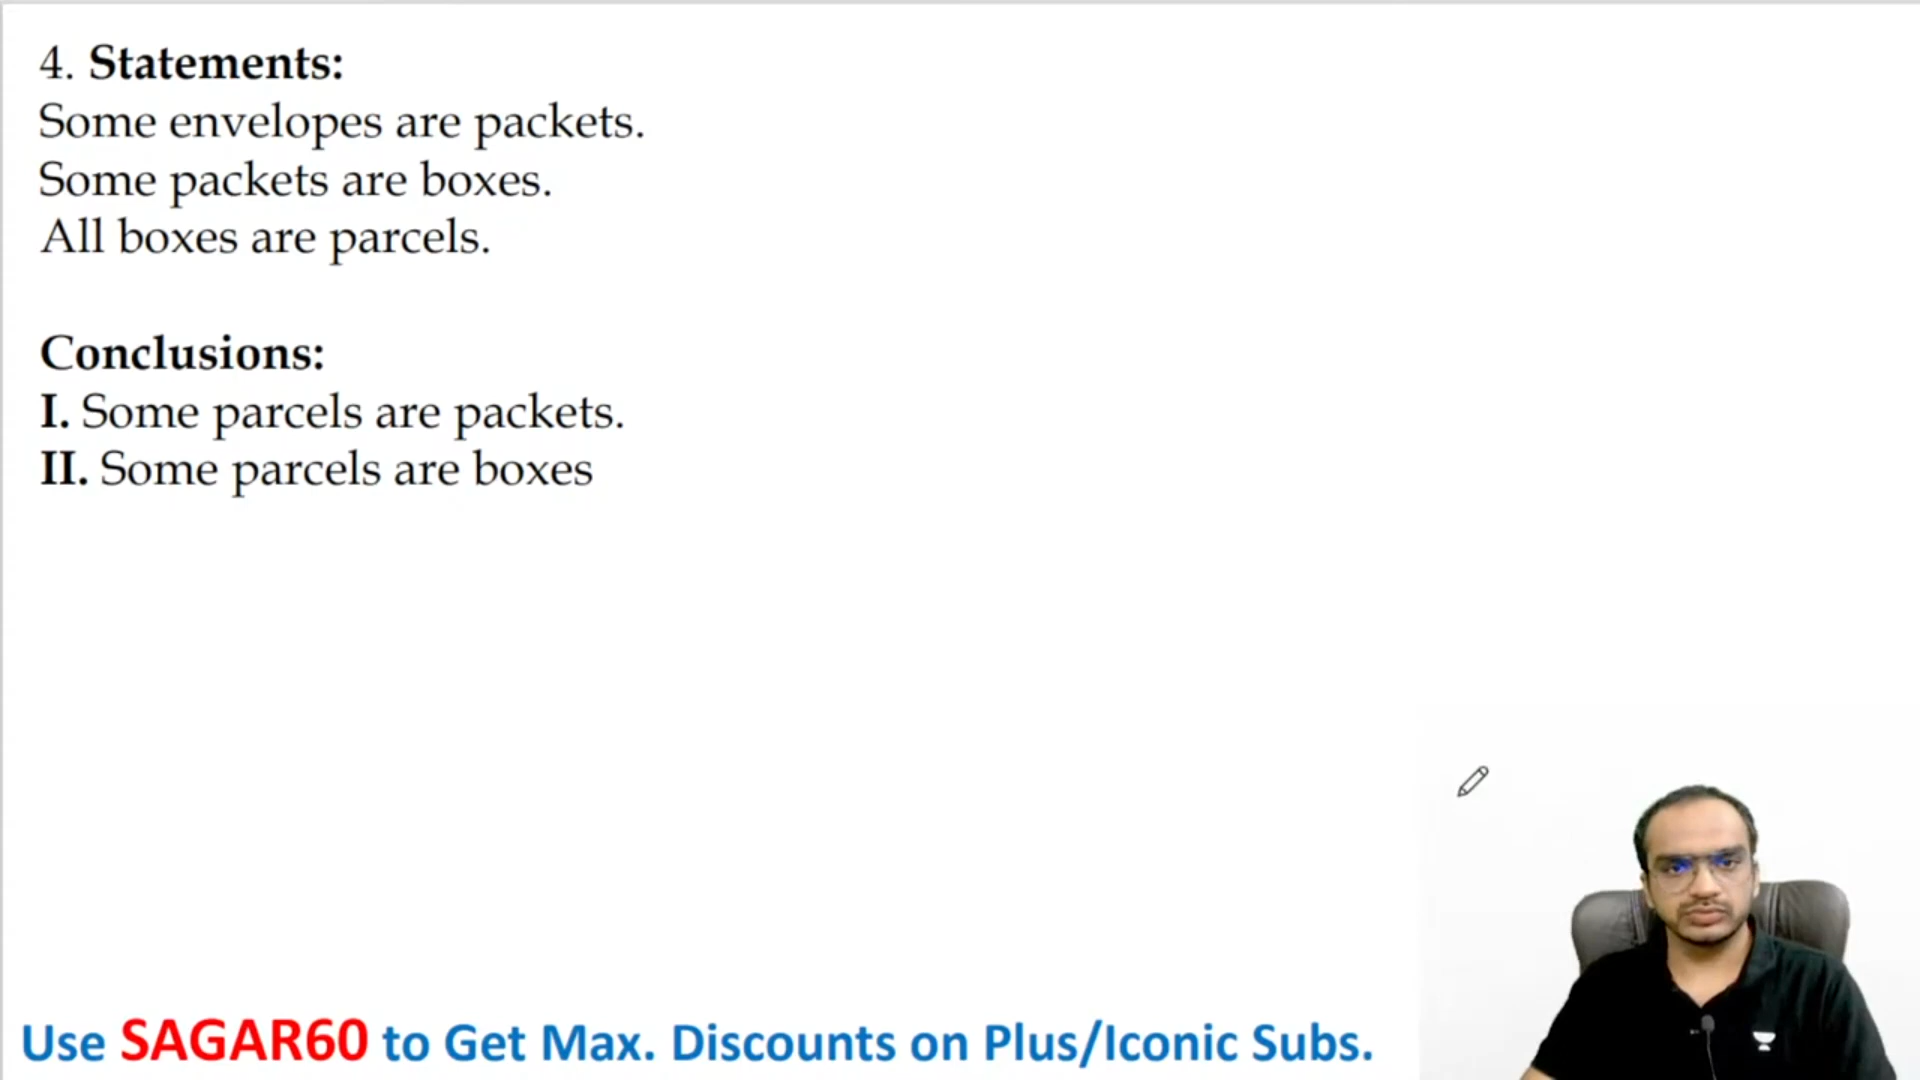 4. Statements:
Some envelopes are packets.
Some packets are boxes.
All boxes are parcels.
Conclusions:
I. Some parcels are packets.
II. Some parcels are boxes
Use SAGAR60 to Get Max. Discounts on Plus/Iconic Subs.